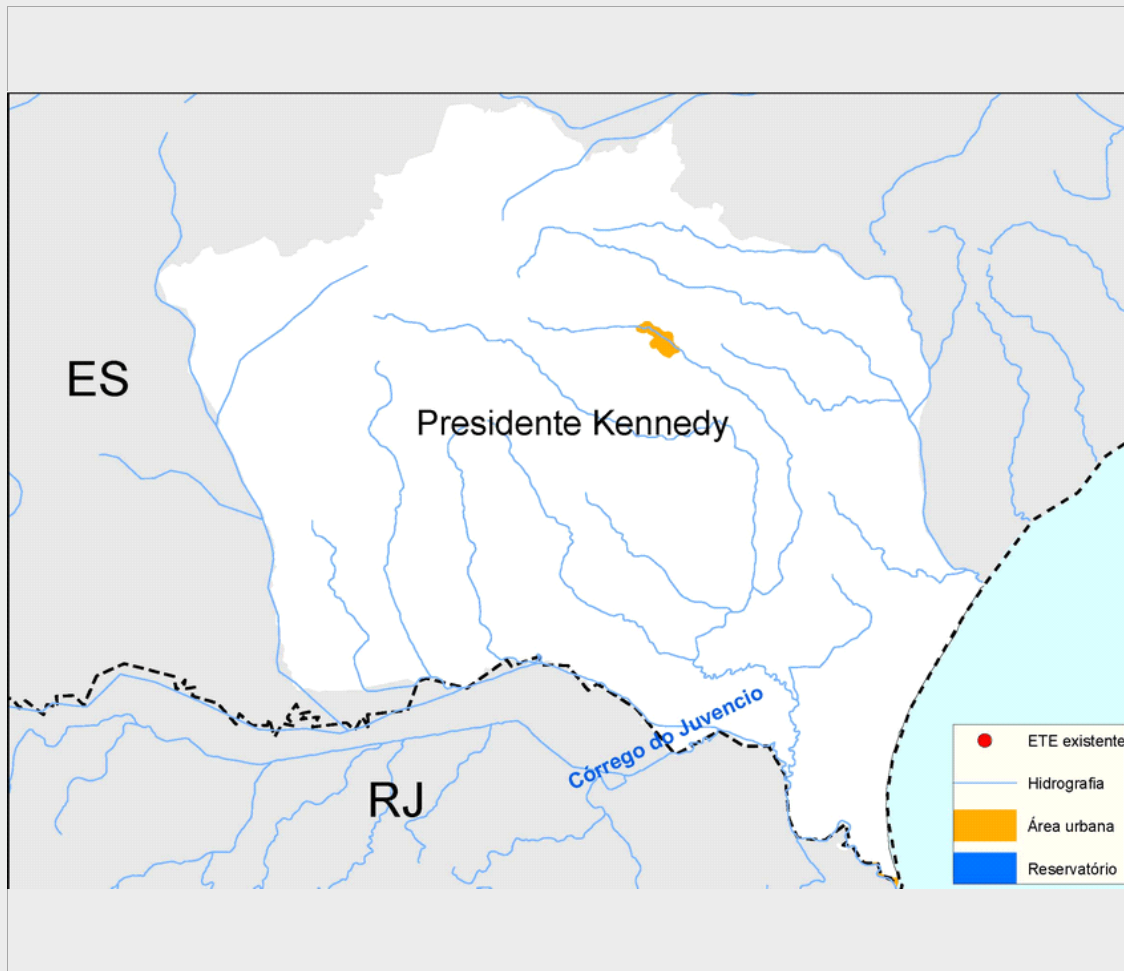 ES
Presidente Kennedy
Córrego do Juvencio
RJ
ETE existente
Hidrografia
Área urbana
Reservatório